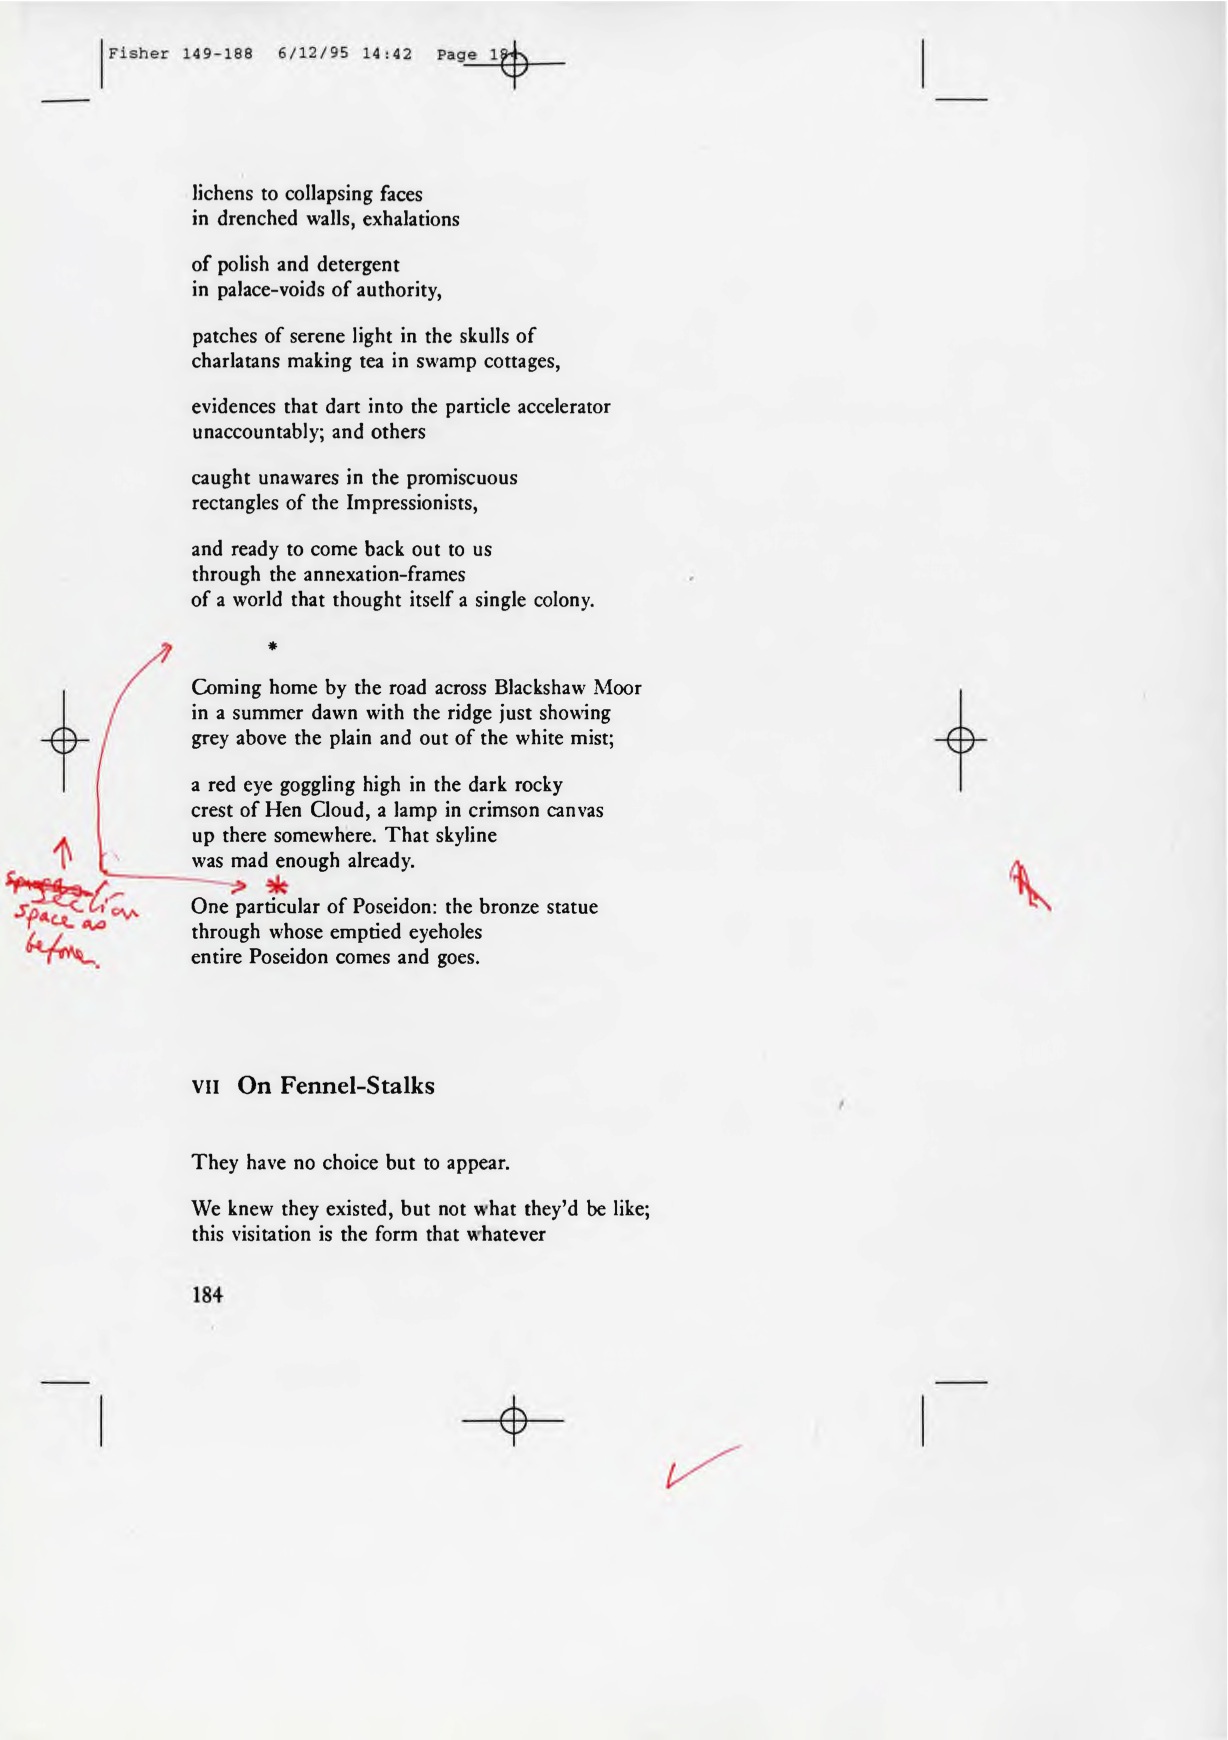 Fisher 149-188 6/12/95 14:42 Page 184
lichens to collapsing faces
in drenched walls, exhalations
of polish and detergent
in palace-voids of authority,
patches of serene light in the skulls of
charlatans making tea in swamp cottages,
evidences that dart into the particle accelerator
unaccountably; and others
caught unawares in the promiscuous
rectangles of the Impressionists,
and ready to come back out to us
through the annexation-frames
of a world that thought itself a single colony.
*
Coming home by the road across Blackshaw Moor
in a summer dawn with the ridge just showing
grey above the plain and out of the white mist;
a red eye goggling high in the dark rocky
crest of Hen Cloud, a lamp in crimson canvas
up there somewhere. That skyline
was mad enough already.
*
section
space as
before.
One particular of Poseidon: the bronze statue
through whose emptied eyeholes
entire Poseidon comes and goes.
VII On Fennel-Stalks
They have no choice but to appear.
We knew they existed, but not what they'd be like;
this visitation is the form that whatever
184